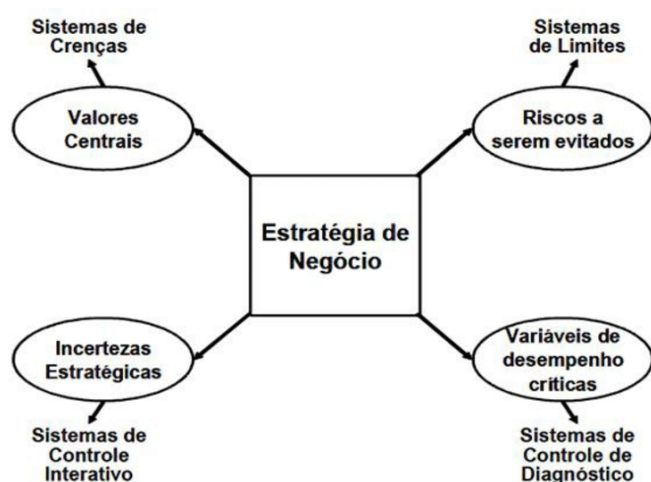 Sistemas de
Crenças
Sistemas
de Limites
Valores
Centrais
Riscos a
serem evitados
Estratégia de
Negócio
Incertezas
Estratégicas
Variáveis de
desempenho
críticas
Sistemas de
Controle
Interativo
Sistemas de
Controle de
Diagnóstico